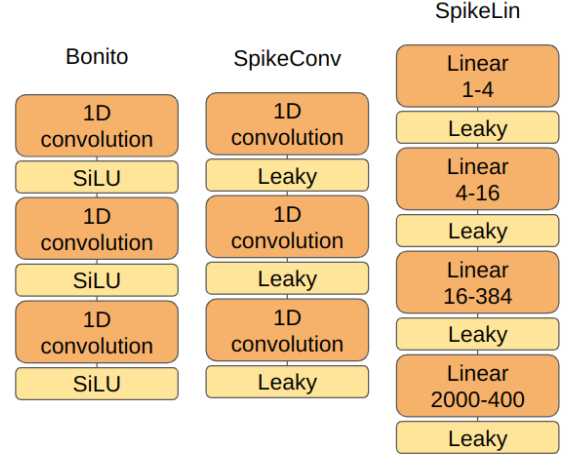 Bonito
1D
convolution
SiLU
1D
convolution
SiLU
1D
convolution
SiLU
SpikeConv
1D
convolution
Leaky
1D
convolution
Leaky
1D
convolution
Leaky
SpikeLin
Linear
1-4
Leaky
Linear
4-16
Leaky
Linear
16-384
Leaky
Linear
2000-400
Leaky